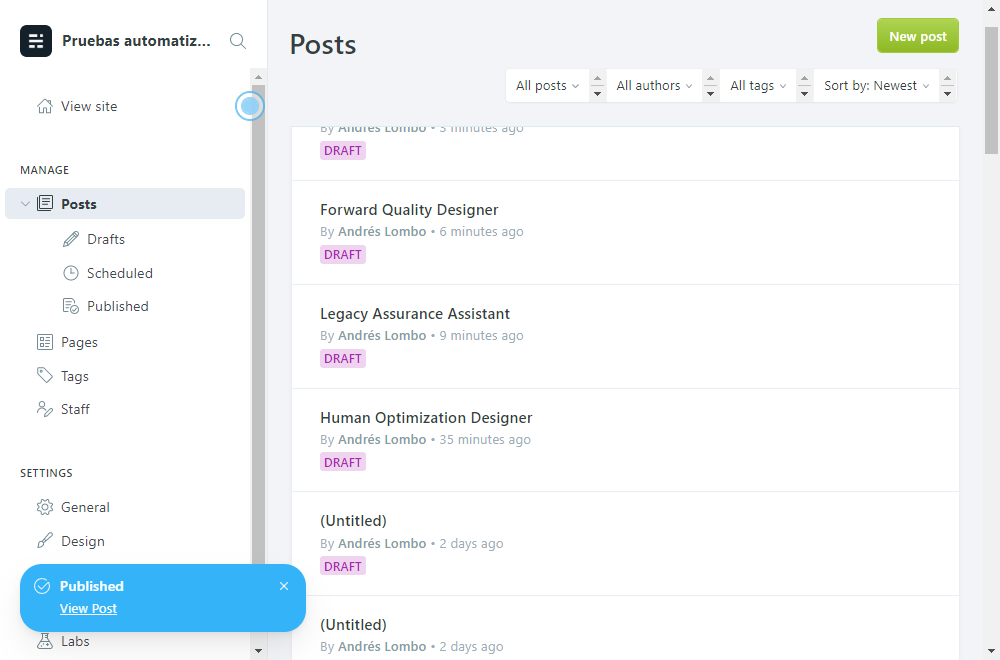 Pruebas automatiz...
View site
MANAGE
Posts
Drafts
Scheduled
Published
Pages
Tags
Staff
SETTINGS
General
Design
Published
View Post
Labs
Posts
New post
All posts
All authors
All tags
Sort by: Newest
By Andrés Lombo • 3 minutes ago
DRAFT
Forward Quality Designer
By Andrés Lombo • 6 minutes ago
DRAFT
Legacy Assurance Assistant
By Andrés Lombo • 9 minutes ago
DRAFT
Human Optimization Designer
By Andrés Lombo • 35 minutes ago
DRAFT
(Untitled)
By Andrés Lombo • 2 days ago
DRAFT
(Untitled)
By Andrés Lombo • 2 days ago